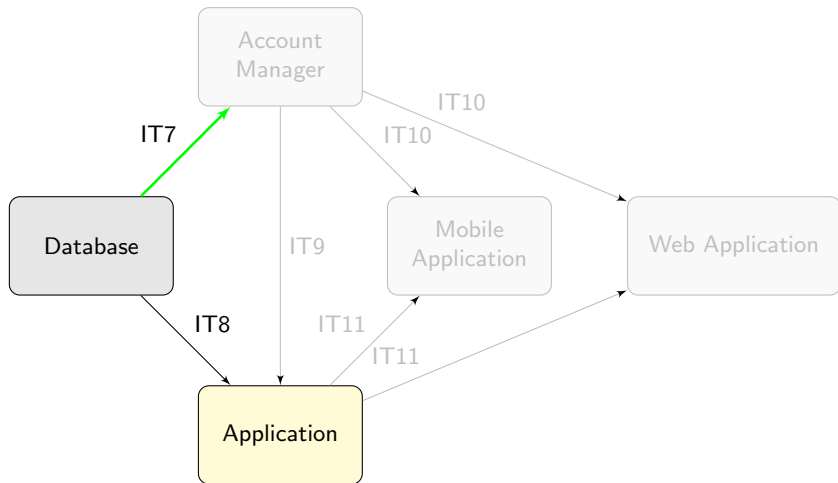 Account
Manager
IT10
IT7
IT10
Database
IT9
Mobile
Application
Web Application
IT8
IT11
IT11
Application